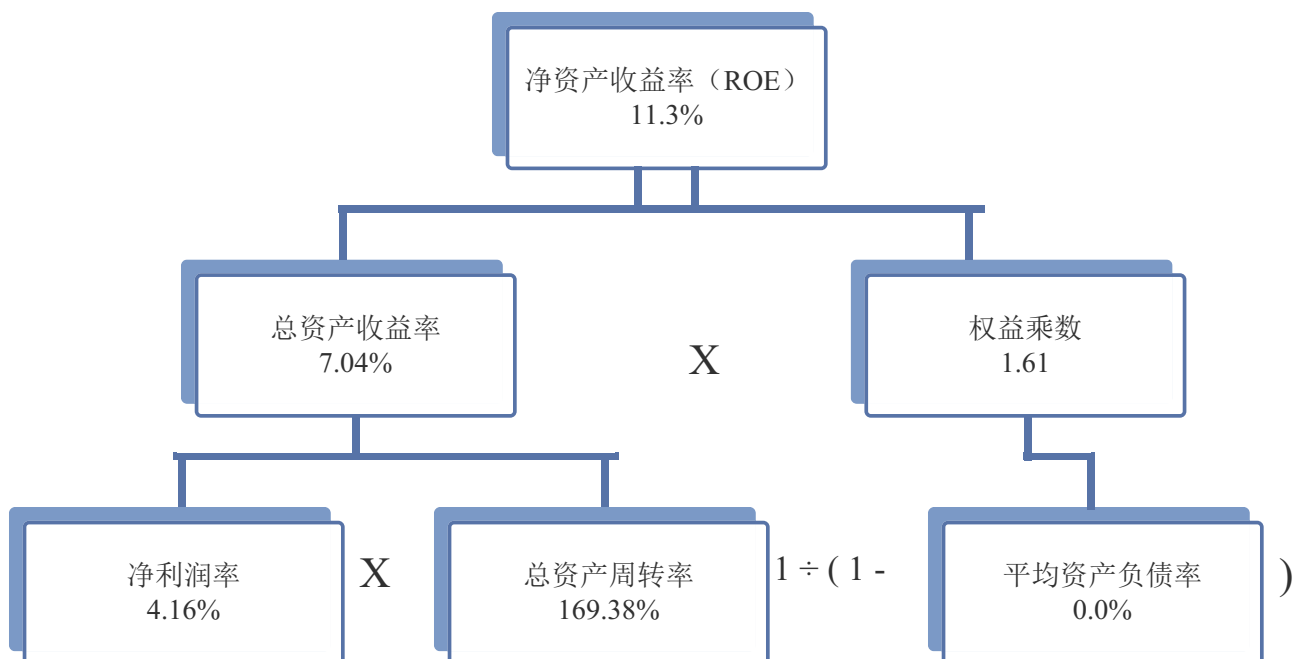 净资产收益率（ROE）
11.3%
总资产收益率
7.04%
X
权益乘数
1.61
净利润率
4.16%
X
总资产周转率
169.38%
1 ÷ ( 1 -
平均资产负债率
0.0%
)